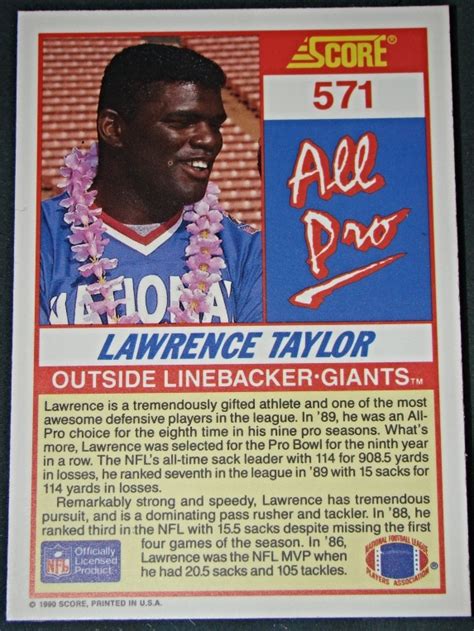 SCORE®
571
All
Pro
NATIONA
LAWRENCE TAYLOR
OUTSIDE LINEBACKER·GIANTS™
Lawrence is a tremendously gifted athlete and one of the most
awesome defensive players in the league. In '89, he was an All-
Pro choice for the eighth time in his nine pro seasons. What's
more, Lawrence was selected for the Pro Bowl for the ninth year
in a row. The NFL's all-time sack leader with 114 for 908.5 yards
in losses, he ranked seventh in the league in '89 with 15 sacks for
114 yards in losses.
Remarkably strong and speedy, Lawrence has tremendous
pursuit, and is a dominating pass rusher and tackler. In '88, he
ranked third in the NFL with 15.5 sacks despite missing the first
four games of the season. In '86,
Lawrence was the NFL MVP when
he had 20.5 sacks and 105 tackles.
NFL
Officially
Licensed
Product
NATIONAL FOOTBALL LEAGUE
PLAYERS ASSOCIATION
© 1990 SCORE, PRINTED IN U.S.A.